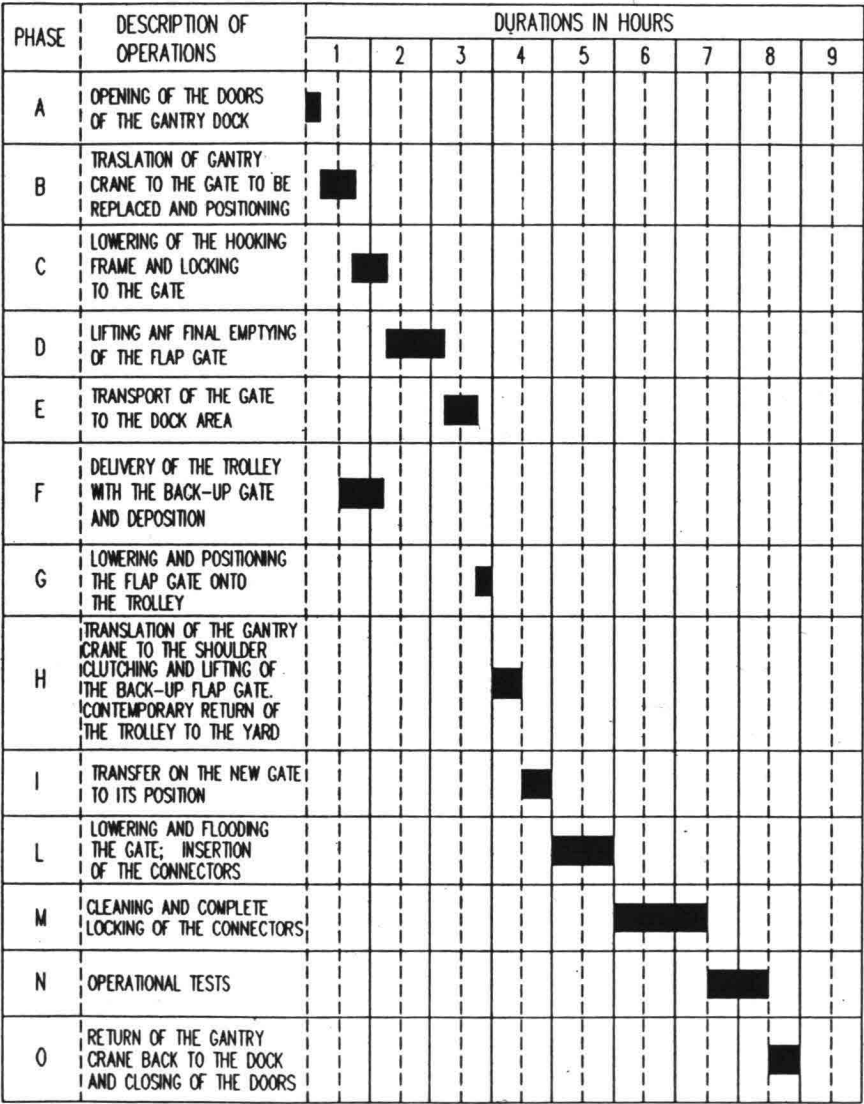 PHASE
DESCRIPTION OF
OPERATIONS
DURATIONS IN HOURS
1 2 3 4 5 6 7 8 9
A
OPENING OF THE DOORS
OF THE GANTRY DOCK
B
TRASLATION OF GANTRY
CRANE TO THE GATE TO BE
REPLACED AND POSITIONING
C
LOWERING OF THE HOOKING
FRAME AND LOCKING
TO THE GATE
D
LIFTING ANF FINAL EMPTYING
OF THE FLAP GATE
E
TRANSPORT OF THE GATE
TO THE DOCK AREA
F
DELIVERY OF THE TROLLEY
WITH THE BACK-UP GATE
AND DEPOSITION
G
LOWERING AND POSITIONING
THE FLAP GATE ONTO
THE TROLLEY
H
TRANSLATION OF THE GANTRY
CRANE TO THE SHOULDER
CLUTCHING AND LIFTING OF
THE BACK-UP FLAP GATE.
CONTEMPORARY RETURN OF
THE TROLLEY TO THE YARD
I
TRANSFER ON THE NEW GATE
TO ITS POSITION
L
LOWERING AND FLOODING
THE GATE; INSERTION
OF THE CONNECTORS
M
CLEANING AND COMPLETE
LOCKING OF THE CONNECTORS
N
OPERATIONAL TESTS
O
RETURN OF THE GANTRY
CRANE BACK TO THE DOCK
AND CLOSING OF THE DOORS